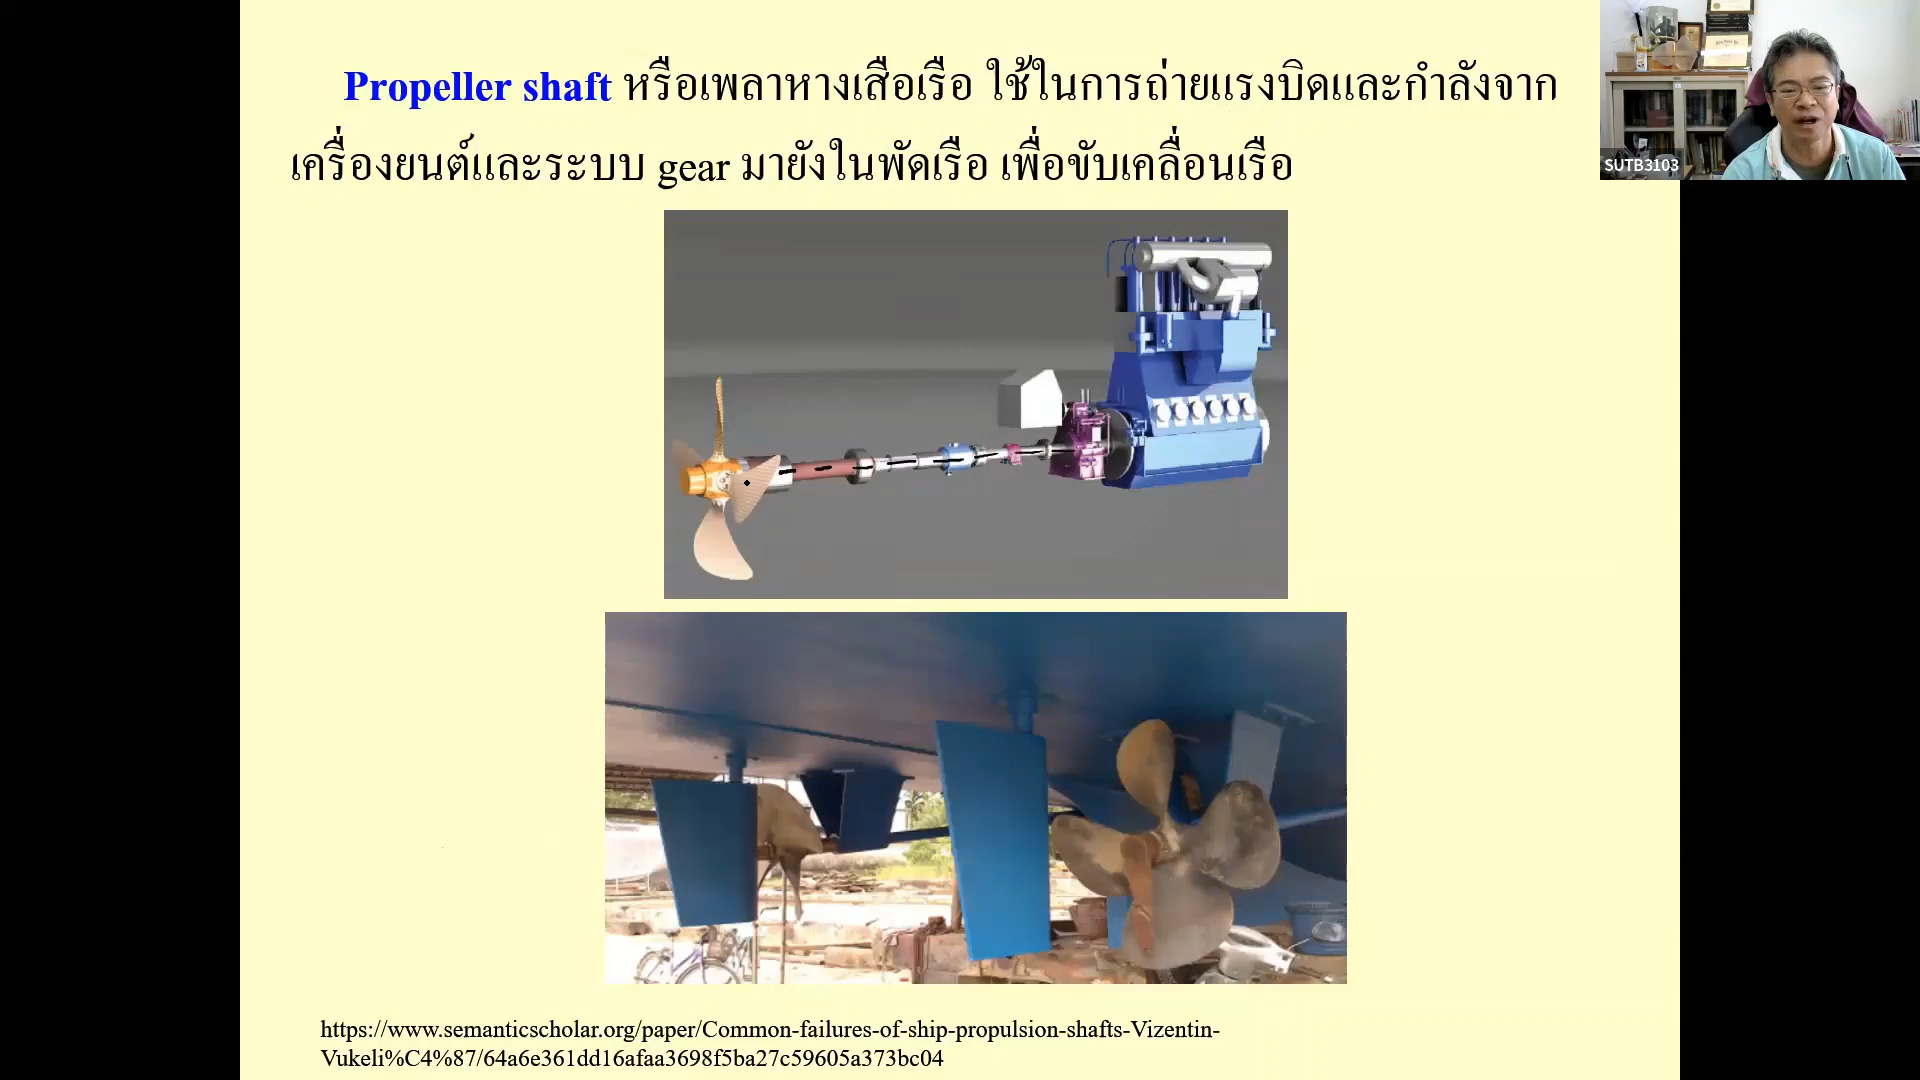 Propeller shaft หรือเพลาหางเสือเรือ ใช้ในการถ่ายแรงบิดและกำลังจาก
เครื่องยนต์และระบบ gear มายังใบพัดเรือ เพื่อขับเคลื่อนเรือ
SUTB3103
https://www.semanticscholar.org/paper/Common-failures-of-ship-propulsion-shafts-Vizentin-
Vukeli%C4%87/64a6e361dd16afaa3698f5ba27c59605a373bc04